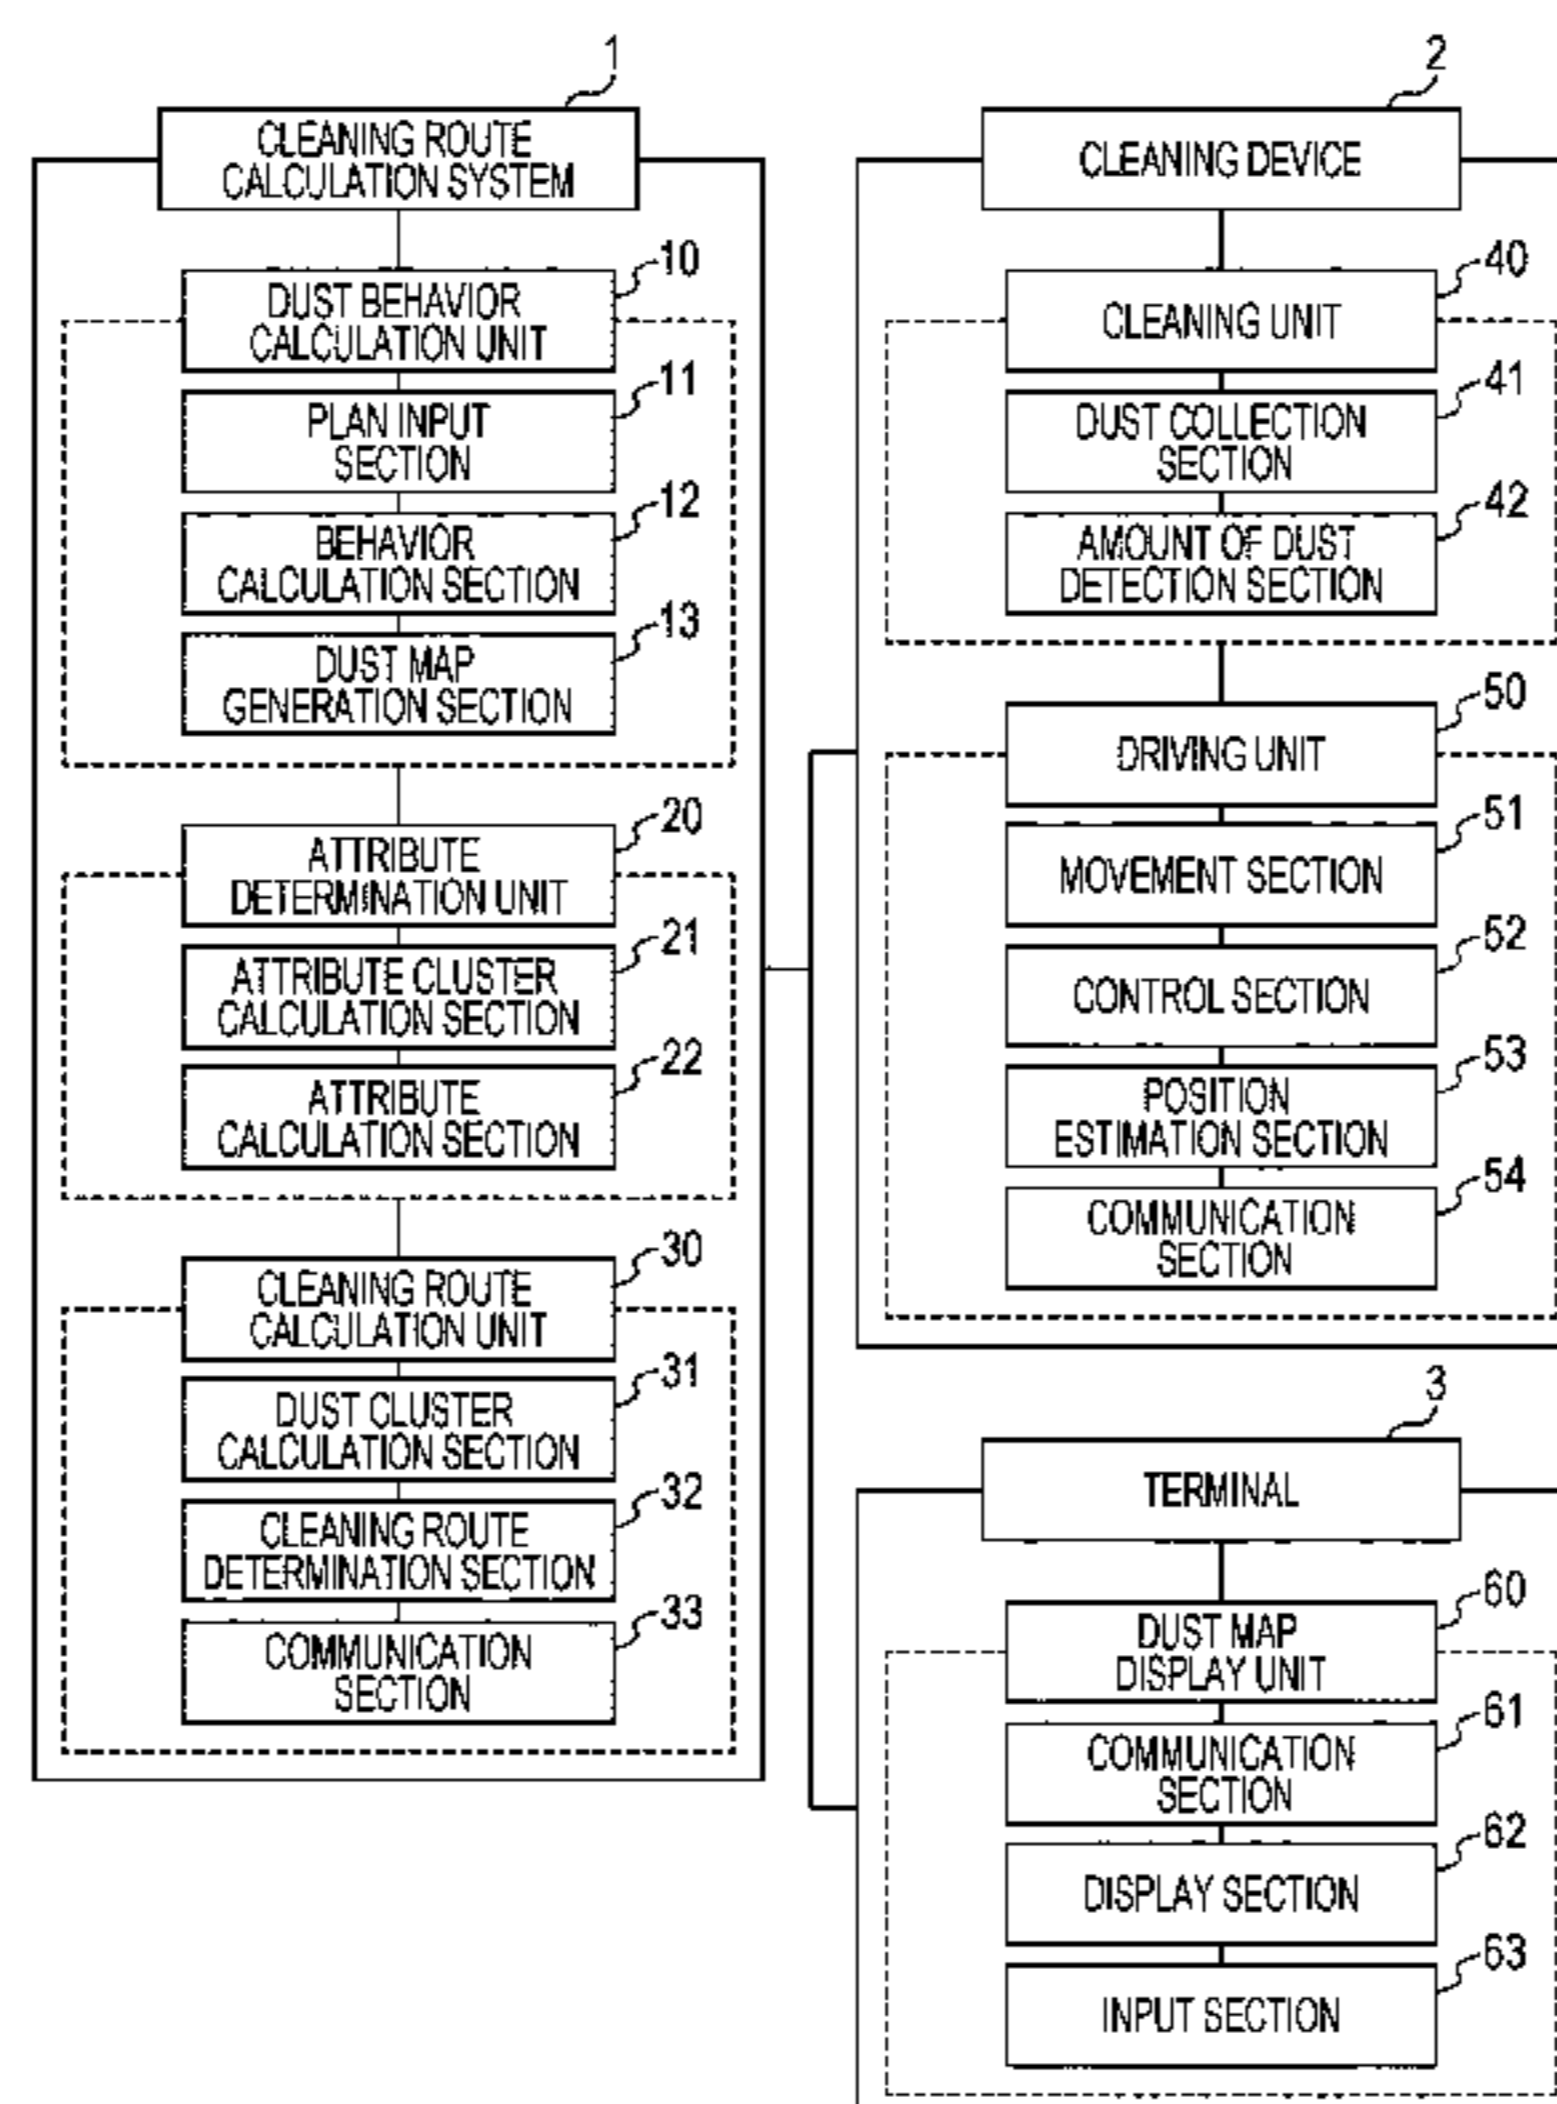 1
CLEANING ROUTE
CALCULATION SYSTEM
10
DUST BEHAVIOR
CALCULATION UNIT
11
PLAN INPUT
SECTION
12
BEHAVIOR
CALCULATION SECTION
13
DUST MAP
GENERATION SECTION
20
ATTRIBUTE
DETERMINATION UNIT
21
ATTRIBUTE CLUSTER
CALCULATION SECTION
22
ATTRIBUTE
CALCULATION SECTION
30
CLEANING ROUTE
CALCULATION UNIT
31
DUST CLUSTER
CALCULATION SECTION
32
CLEANING ROUTE
DETERMINATION SECTION
33
COMMUNICATION
SECTION
2
CLEANING DEVICE
40
CLEANING UNIT
41
DUST COLLECTION
SECTION
42
AMOUNT OF DUST
DETECTION SECTION
50
DRIVING UNIT
51
MOVEMENT SECTION
52
CONTROL SECTION
53
POSITION
ESTIMATION SECTION
54
COMMUNICATION
SECTION
3
TERMINAL
60
DUST MAP
DISPLAY UNIT
61
COMMUNICATION
SECTION
62
DISPLAY SECTION
63
INPUT SECTION